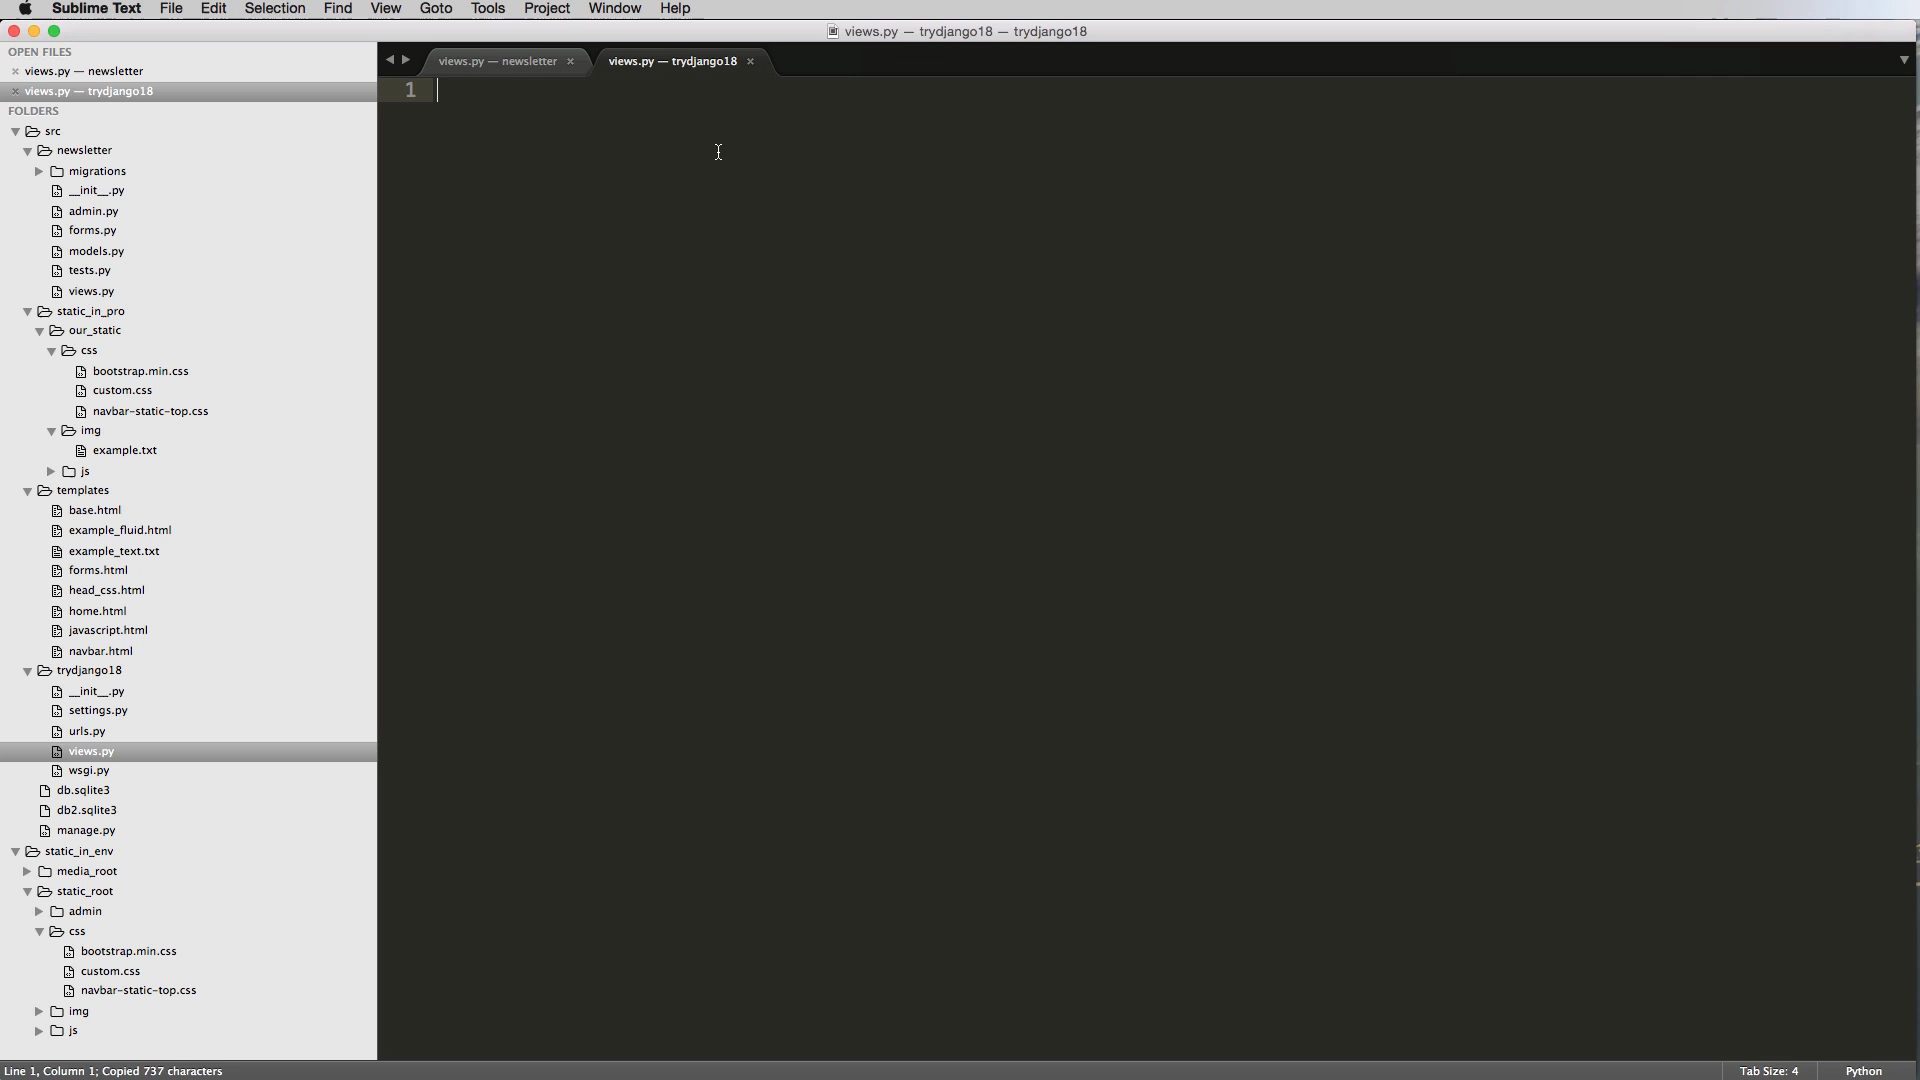 Sublime Text File Edit Selection Find View Goto Tools Project Window Help
views.py — trydjango18 — trydjango18
OPEN FILES
views.py — newsletter
views.py — trydjango18
FOLDERS
src
newsletter
migrations
__init__.py
admin.py
forms.py
models.py
tests.py
views.py
static_in_pro
our_static
css
bootstrap.min.css
custom.css
navbar-static-top.css
img
example.txt
js
templates
base.html
example_fluid.html
example_text.txt
forms.html
head_css.html
home.html
javascript.html
navbar.html
trydjango18
__init__.py
settings.py
urls.py
views.py
wsgi.py
db.sqlite3
db2.sqlite3
manage.py
static_in_env
media_root
static_root
admin
css
bootstrap.min.css
custom.css
navbar-static-top.css
img
js
views.py — newsletter views.py — trydjango18
1
Line 1, Column 1; Copied 737 characters Tab Size: 4 Python